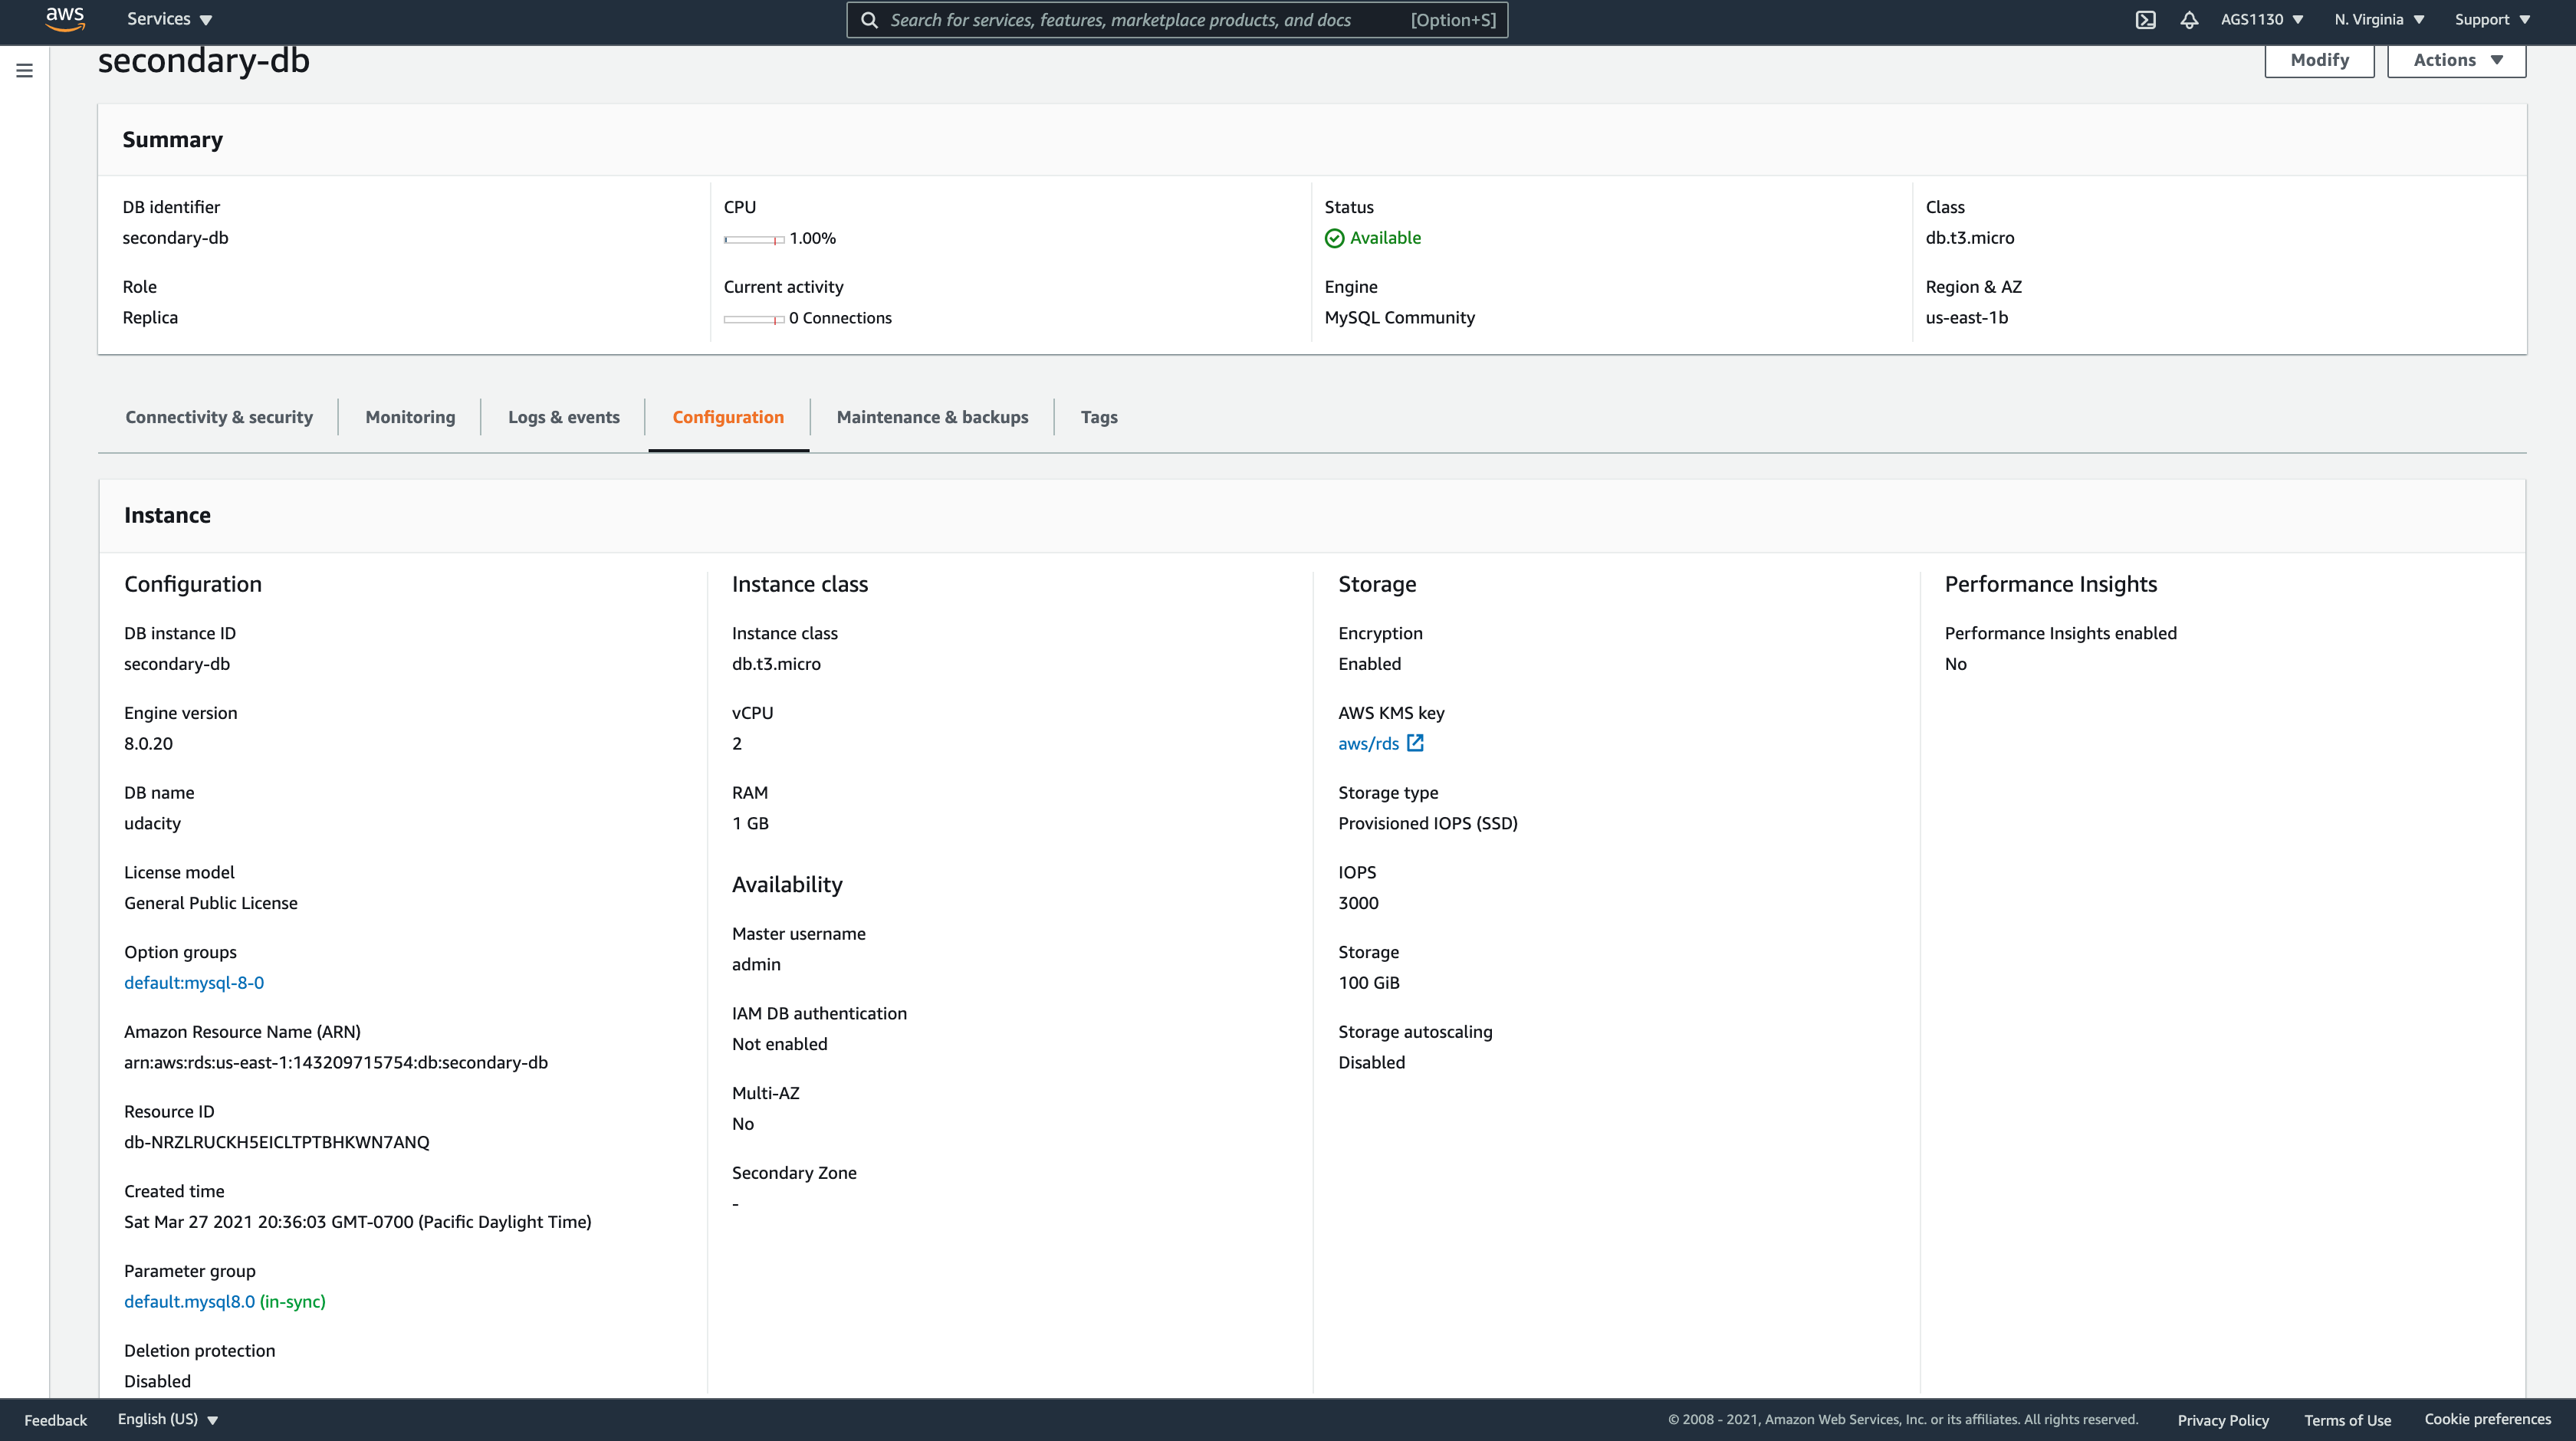 aws
Services
Search for services, features, marketplace products, and docs [Option+S]
AGS1130
N. Virginia
Support
secondary-db
Modify
Actions
Summary
DB identifier
secondary-db
CPU
1.00%
Status
Available
Class
db.t3.micro
Role
Replica
Current activity
0 Connections
Engine
MySQL Community
Region & AZ
us-east-1b
Connectivity & security
Monitoring
Logs & events
Configuration
Maintenance & backups
Tags
Instance
Configuration
DB instance ID
secondary-db
Engine version
8.0.20
DB name
udacity
License model
General Public License
Option groups
default:mysql-8-0
Amazon Resource Name (ARN)
arn:aws:rds:us-east-1:143209715754:db:secondary-db
Resource ID
db-NRZLRUCKH5EICLTPTBHKWN7ANQ
Created time
Sat Mar 27 2021 20:36:03 GMT-0700 (Pacific Daylight Time)
Parameter group
default.mysql8.0 (in-sync)
Deletion protection
Disabled
Instance class
Instance class
db.t3.micro
vCPU
2
RAM
1 GB
Availability
Master username
admin
IAM DB authentication
Not enabled
Multi-AZ
No
Secondary Zone
-
Storage
Encryption
Enabled
AWS KMS key
aws/rds
Storage type
Provisioned IOPS (SSD)
IOPS
3000
Storage
100 GiB
Storage autoscaling
Disabled
Performance Insights
Performance Insights enabled
No
Feedback
English (US)
© 2008 - 2021, Amazon Web Services, Inc. or its affiliates. All rights reserved.
Privacy Policy
Terms of Use
Cookie preferences